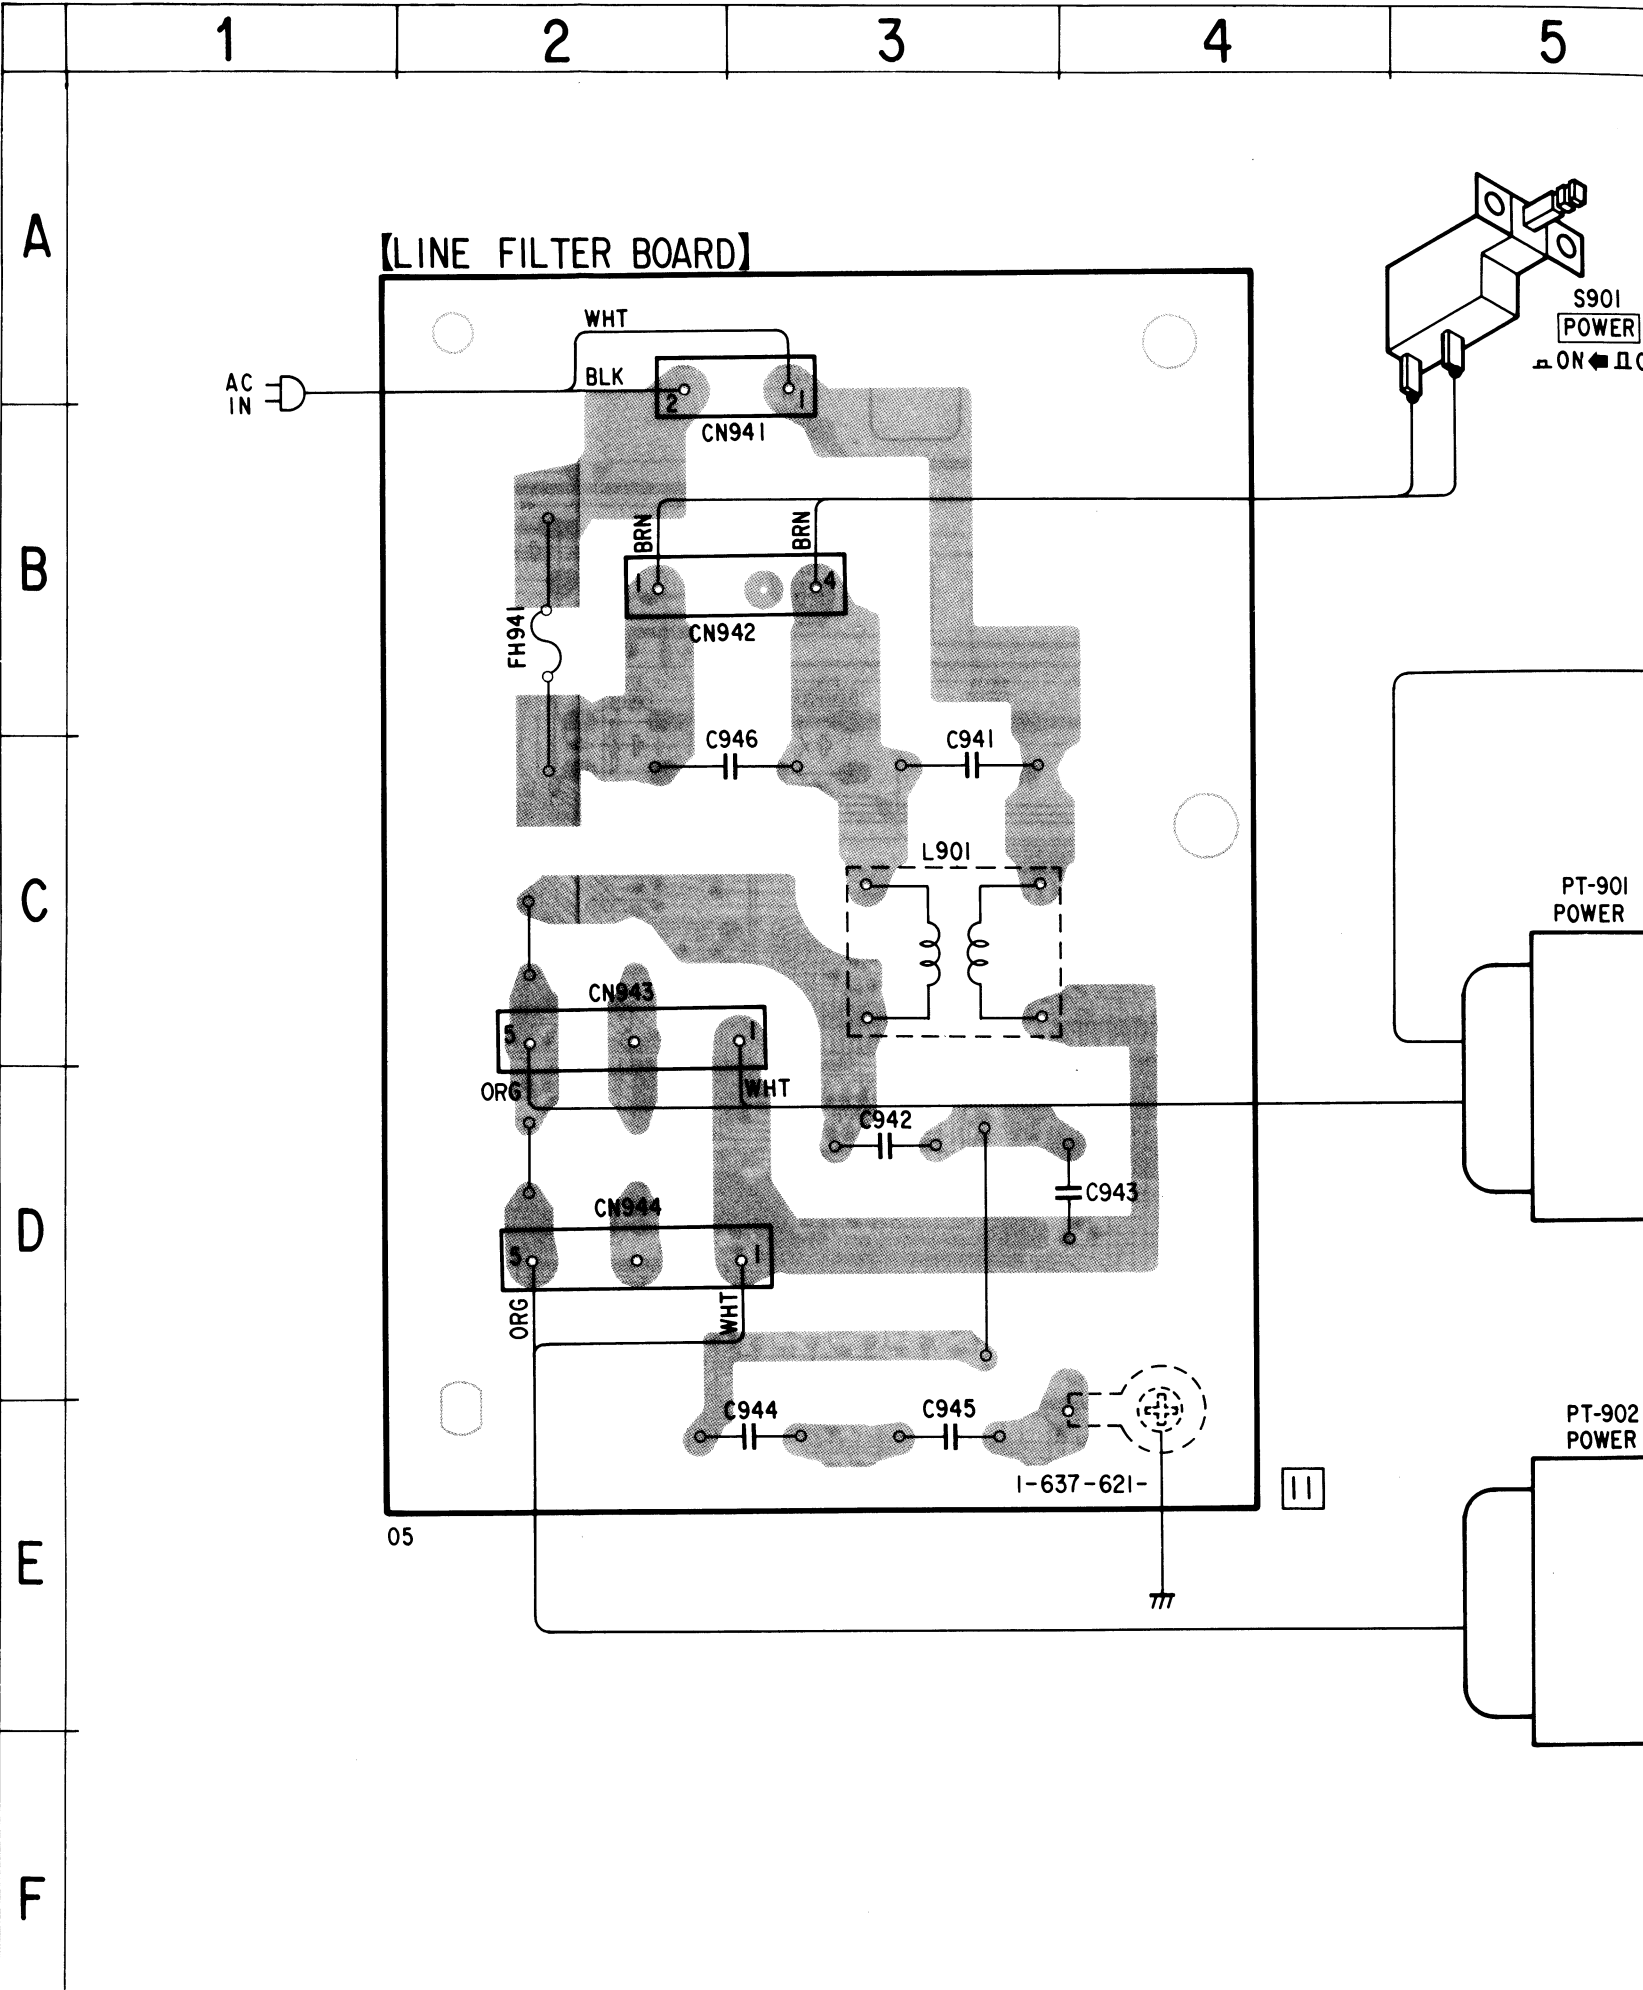 1 2 3 4 5
A
【LINE FILTER BOARD】
S901
POWER
ON
WHT
BLK
AC
IN
2 1
CN941
B
BRN BRN
1 4
CN942
FH941
C946 C941
C
L901
PT-901
POWER
CN943
5 1
ORG WHT
C942
C943
D
CN944
5 1
ORG WHT
C944 C945
PT-902
POWER
1-637-621-
11
05
E
F